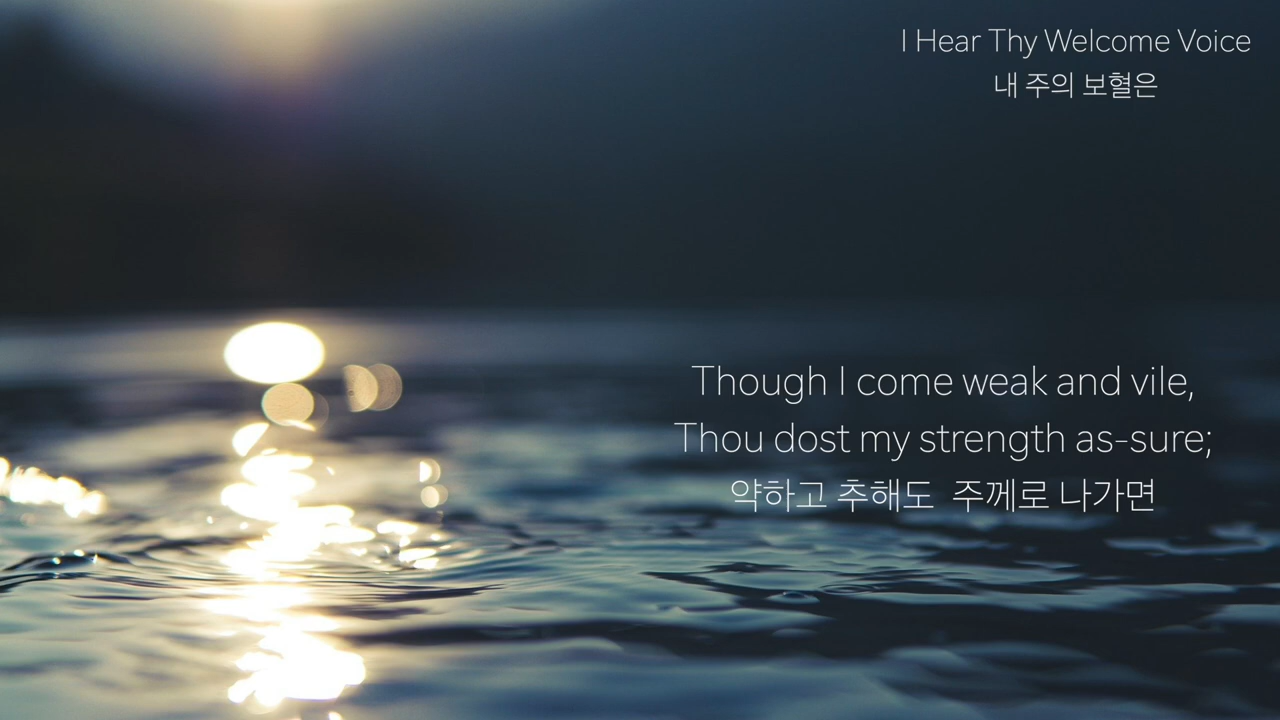 I Hear Thy Welcome Voice
내 주의 보혈은
Though I come weak and vile,
Thou dost my strength as-sure;
약하고 추해도 주께로 나가면